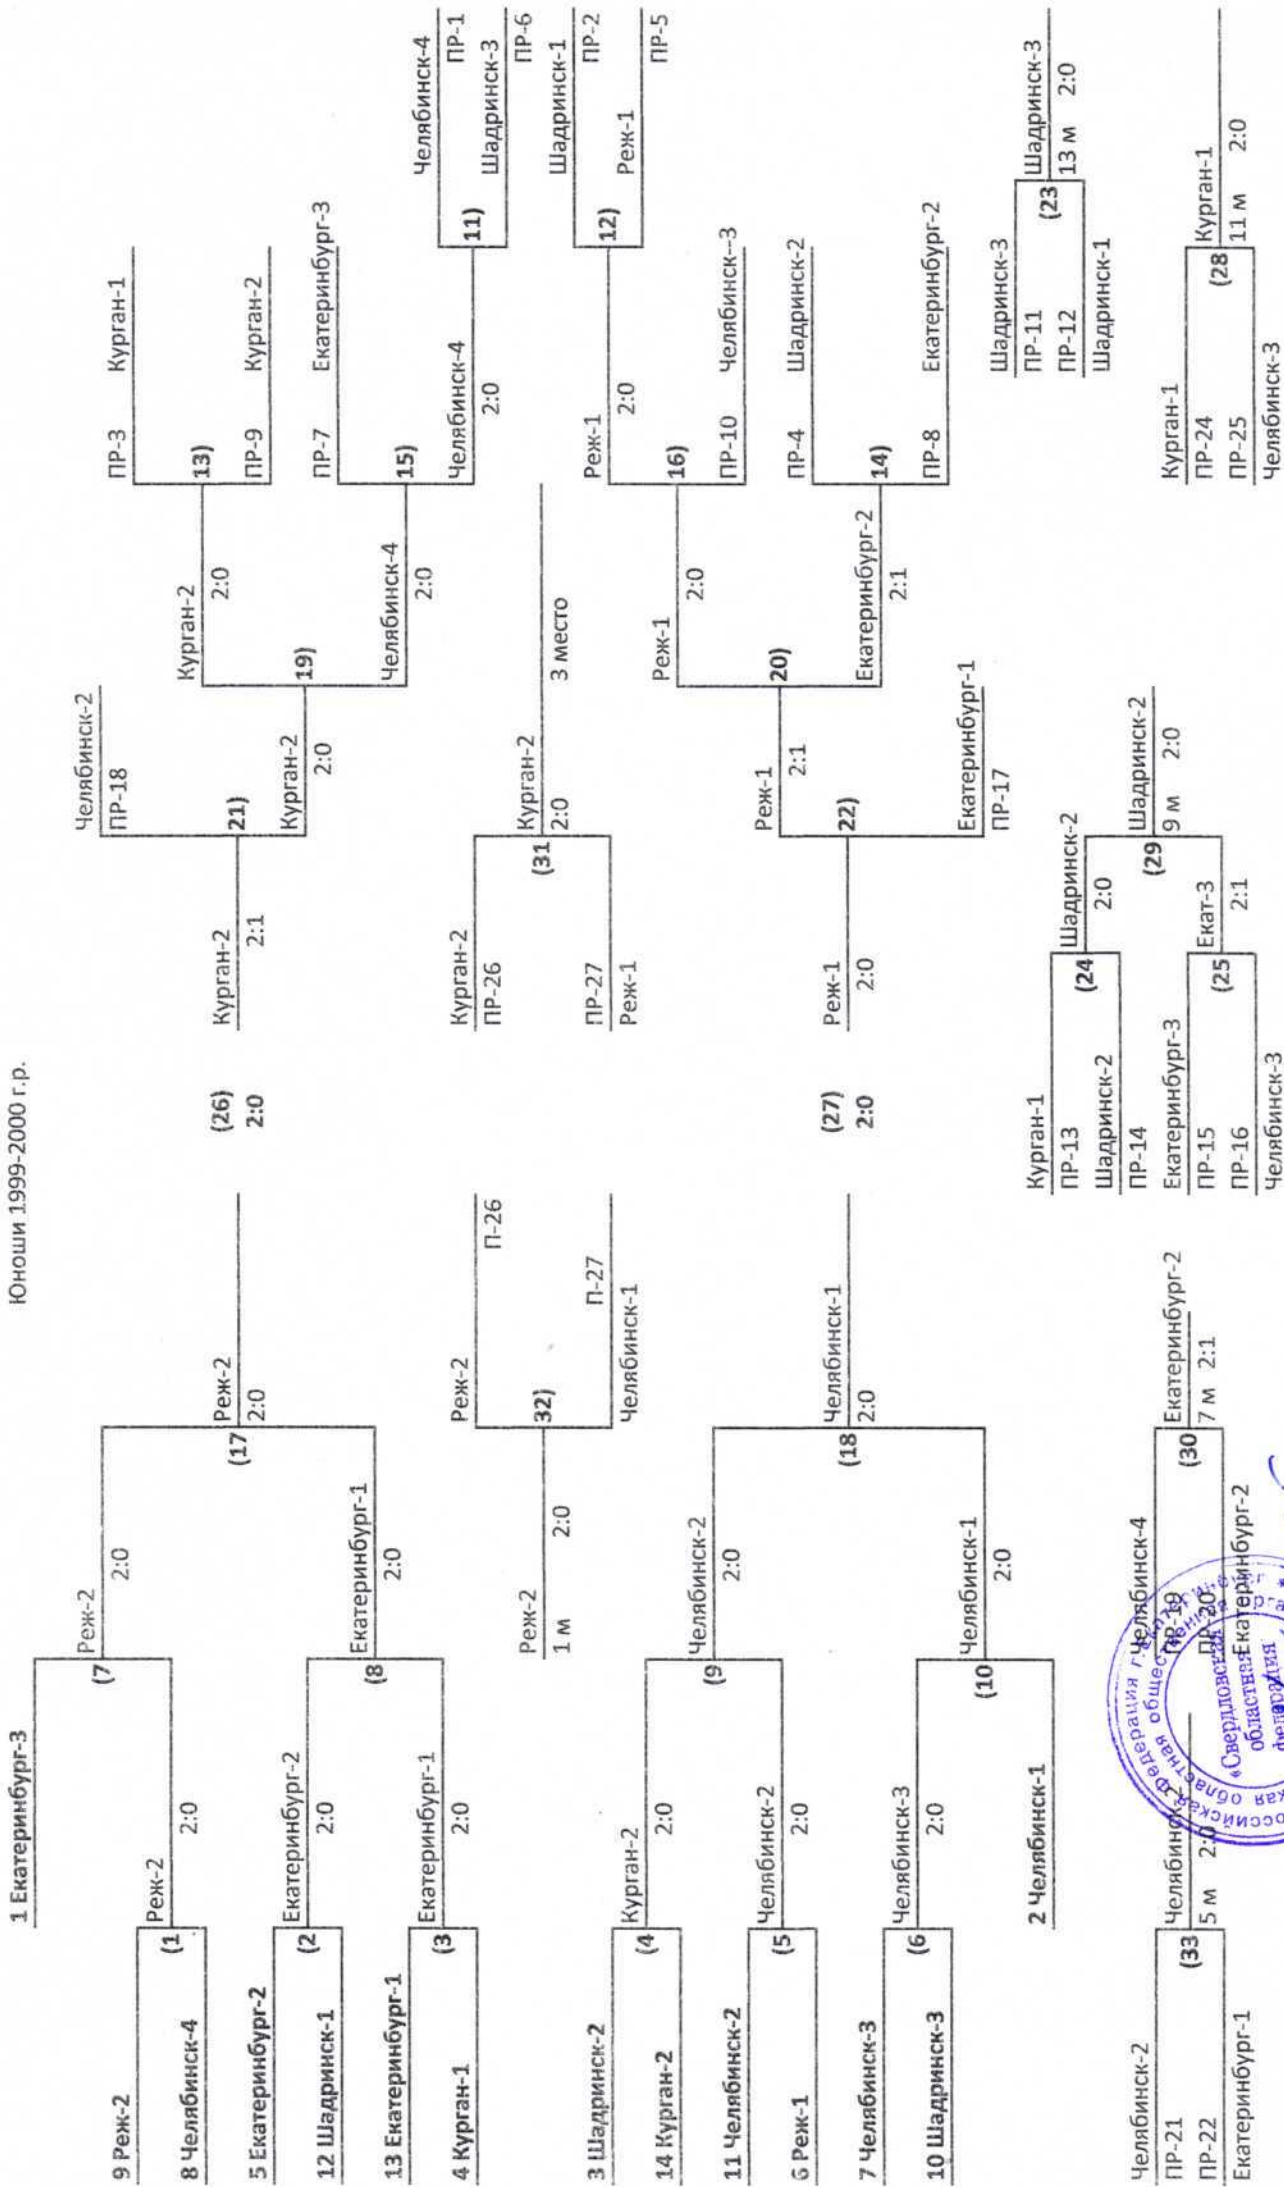 Юноши 1999-2000 г.р.
1 Екатеринбург-3
(7
Реж-2
2:0
9 Реж-2
(1
Реж-2
2:0
8 Челябинск-4
(17
Реж-2
2:0
5 Екатеринбург-2
(2
Екатеринбург-2
2:0
12 Шадринск-1
(8
Екатеринбург-1
2:0
13 Екатеринбург-1
(3
Екатеринбург-1
2:0
4 Курган-1
Реж-2
П-26
32)
Реж-2
1 м 2:0
П-27
Челябинск-1
3 Шадринск-2
(4
Курган-2
2:0
14 Курган-2
(9
Челябинск-2
2:0
11 Челябинск-2
(5
Челябинск-2
2:0
6 Реж-1
(18
Челябинск-1
2:0
7 Челябинск-3
(6
Челябинск-3
2:0
10 Шадринск-3
(10
Челябинск-1
2:0
2 Челябинск-1
(26)
2:0
(27)
2:0
Челябинск-2
ПР-18
21)
Курган-2
2:1
Курган-2
2:0
19)
Курган-2
2:0
Челябинск-4
2:0
ПР-3 Курган-1
13)
ПР-9 Курган-2
ПР-7 Екатеринбург-3
15)
Челябинск-4
2:0
Челябинск-4
ПР-1
11)
Шадринск-3
ПР-6
Курган-2
ПР-26
(31
Курган-2
2:0
3 место
ПР-27
Реж-1
Шадринск-1
ПР-2
12)
Реж-1
ПР-5
Реж-1
2:0
16)
ПР-10 Челябинск--3
Реж-1
2:0
20)
Екатеринбург-2
2:1
ПР-4 Шадринск-2
14)
ПР-8 Екатеринбург-2
Реж-1
2:1
22)
Реж-1
2:0
Екатеринбург-1
ПР-17
Челябинск-2
ПР-21
(33
5 м 2:0
ПР-22
Екатеринбург-1
Челябинск-4
ПР-19
(30
Екатеринбург-2
7 м 2:1
ПР-20
Екатеринбург-2
Курган-1
ПР-13
(24
Шадринск-2
2:0
Шадринск-2
ПР-14
(29
Шадринск-2
9 м 2:0
Екатеринбург-3
ПР-15
(25
Екат-3
2:1
ПР-16
Челябинск-3
Шадринск-3
ПР-11
(23
Шадринск-3
13 м 2:0
ПР-12
Шадринск-1
Курган-1
ПР-24
(28
Курган-1
11 м 2:0
ПР-25
Челябинск-3
«Свердловская
областная
федерация